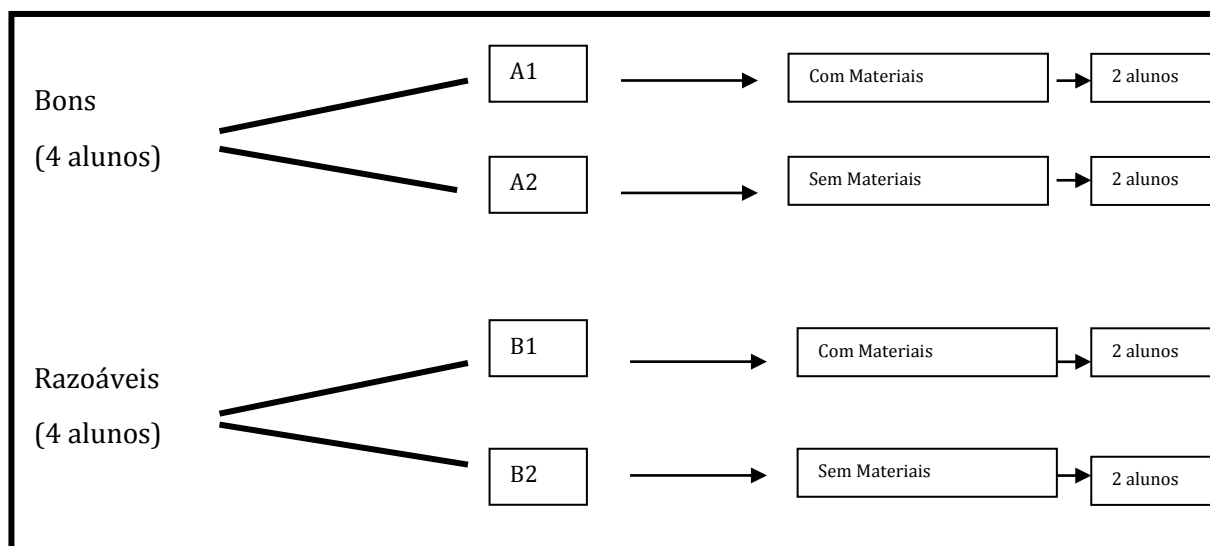 Bons
(4 alunos)
A1
Com Materiais
2 alunos
A2
Sem Materiais
2 alunos
Razoáveis
(4 alunos)
B1
Com Materiais
2 alunos
B2
Sem Materiais
2 alunos